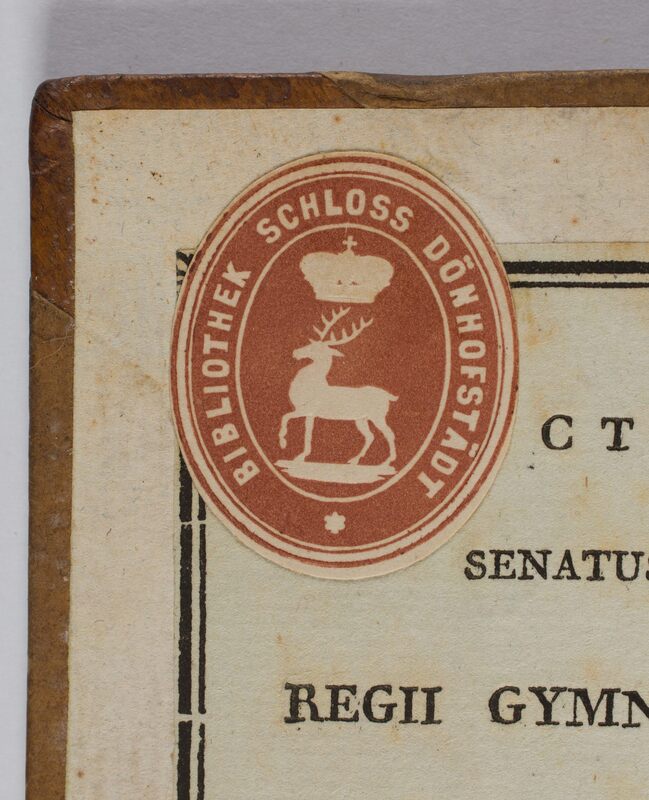 BIBLIOTHEK SCHLOSS DÖNHOFSTÄDT
CT
SENATUS
REGII GYMN